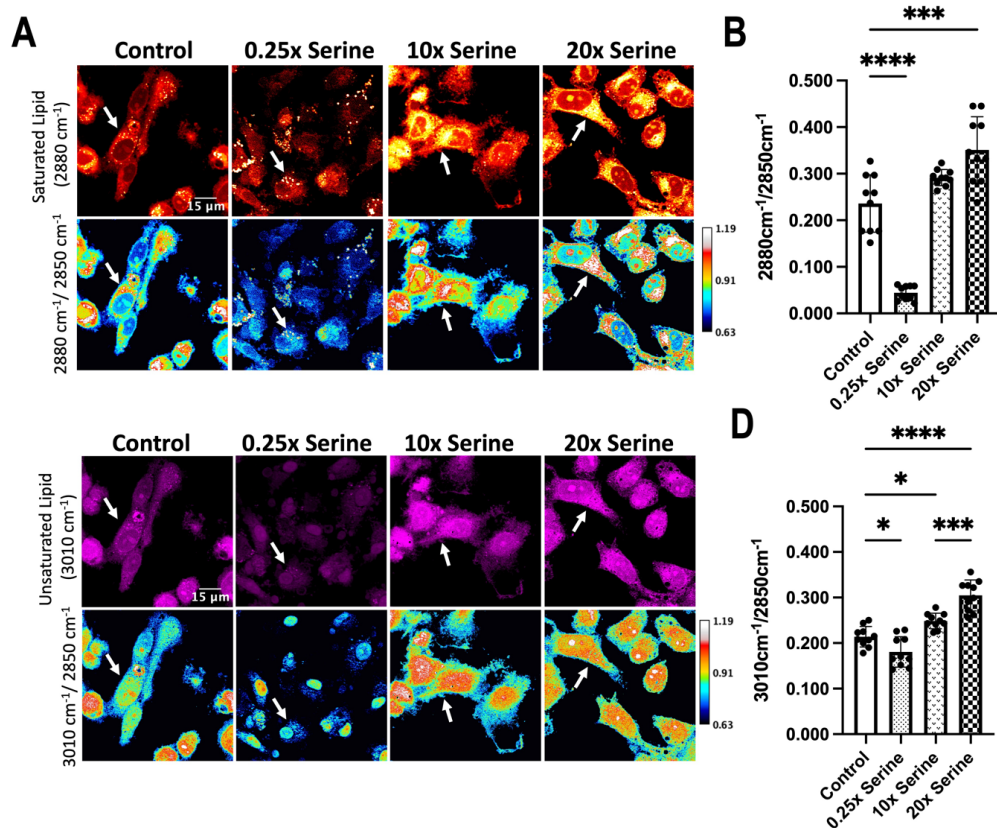 A
Control
0.25x Serine
10x Serine
20x Serine
Saturated Lipid
(2880 cm⁻¹)
15 µm
2880 cm⁻¹/ 2850 cm⁻¹
1.19
0.91
0.63
B
***
****
2880cm⁻¹/2850cm⁻¹
0.500
0.400
0.300
0.200
0.100
0.000
Control
0.25x Serine
10x Serine
20x Serine
Control
0.25x Serine
10x Serine
20x Serine
Unsaturated Lipid
(3010 cm⁻¹)
15 µm
3010 cm⁻¹/ 2850 cm⁻¹
1.19
0.91
0.63
D
****
*
*
***
3010cm⁻¹/2850cm⁻¹
0.500
0.400
0.300
0.200
0.100
0.000
Control
0.25x Serine
10x Serine
20x Serine